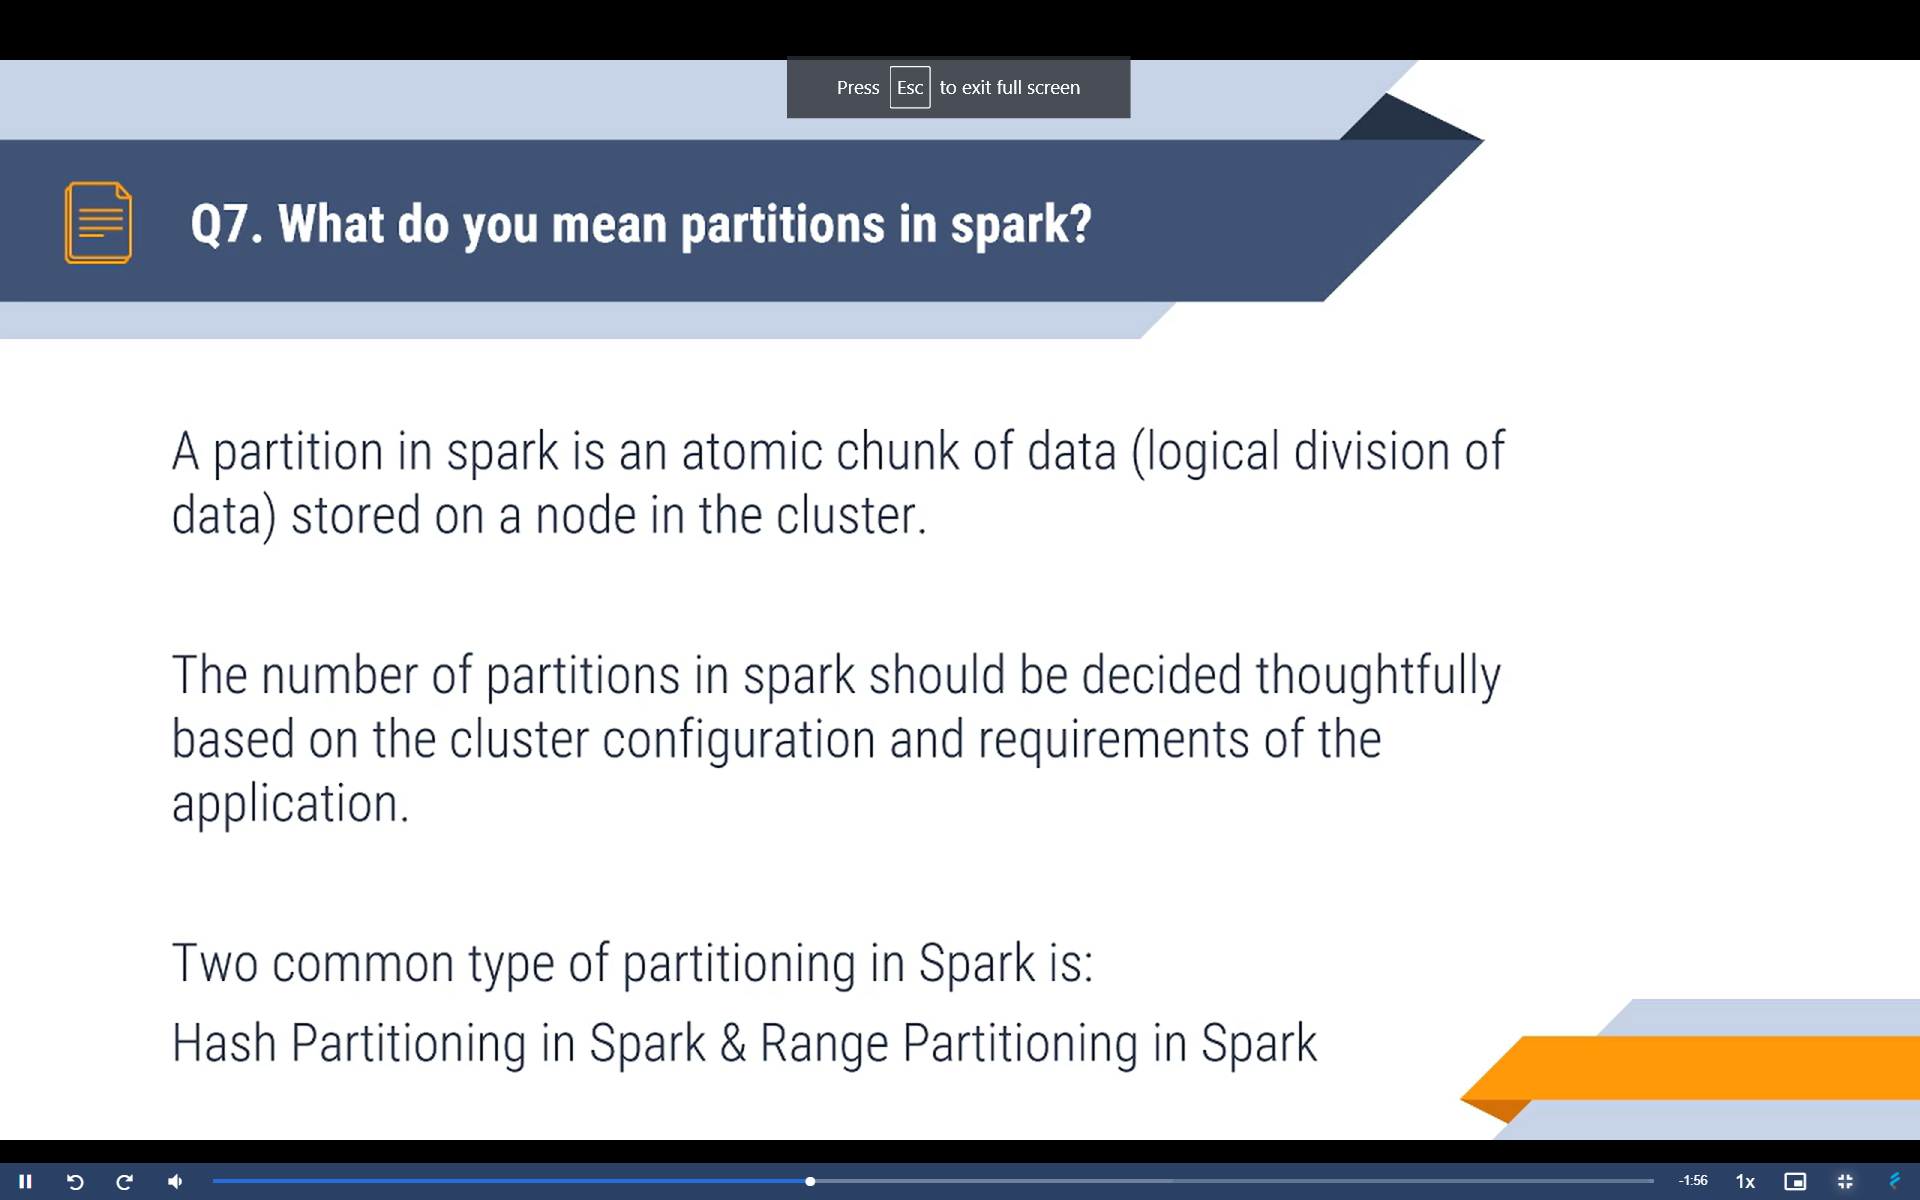 Press Esc to exit full screen
Q7. What do you mean partitions in spark?
A partition in spark is an atomic chunk of data (logical division of
data) stored on a node in the cluster.
The number of partitions in spark should be decided thoughtfully
based on the cluster configuration and requirements of the
application.
Two common type of partitioning in Spark is:
Hash Partitioning in Spark & Range Partitioning in Spark
-1:56 1x